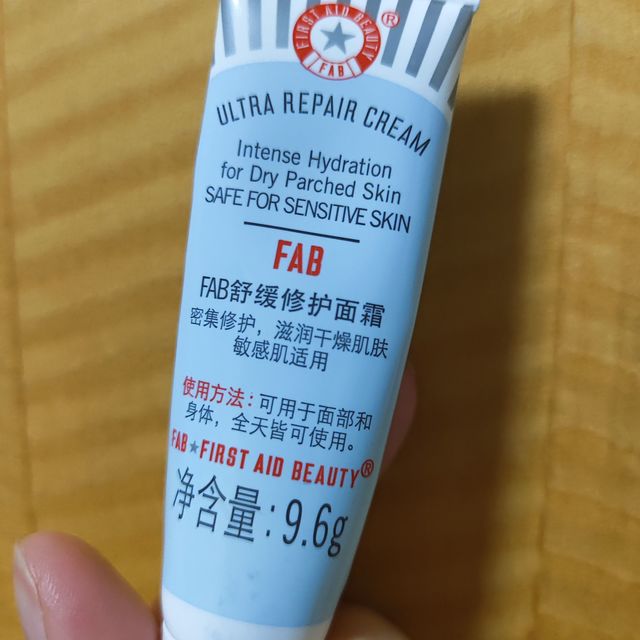 FIRST AID BEAUTY
FAB
®
ULTRA REPAIR CREAM
Intense Hydration
for Dry Parched Skin
SAFE FOR SENSITIVE SKIN
FAB
FAB舒缓修护面霜
密集修护，滋润干燥肌肤
敏感肌适用
使用方法：可用于面部和
身体，全天皆可使用。
FAB★FIRST AID BEAUTY®
净含量：9.6g